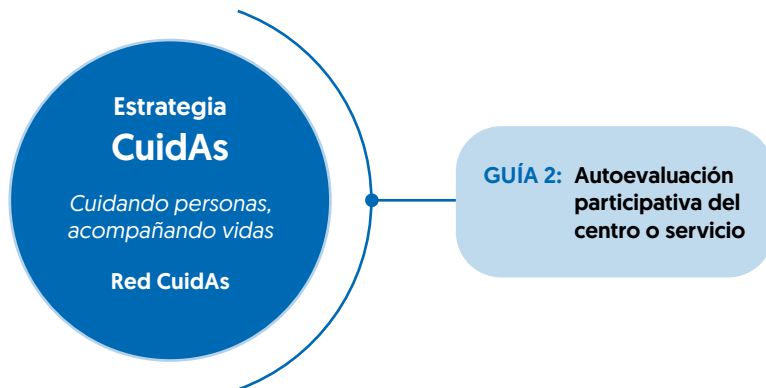 Estrategia
CuidAs
Cuidando personas,
acompañando vidas
Red CuidAs
GUÍA 2: Autoevaluación
participativa del
centro o servicio